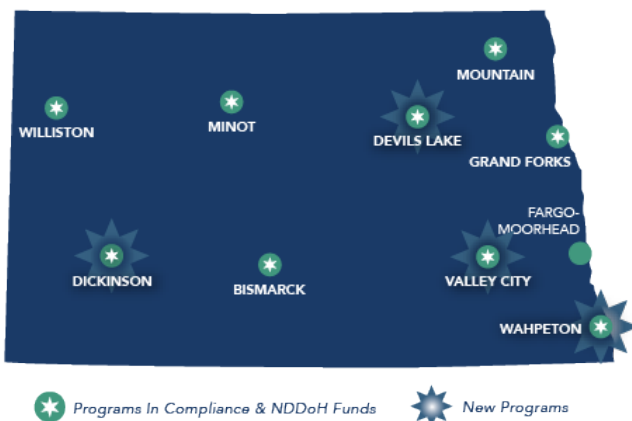 MOUNTAIN
WILLISTON
MINOT
DEVILS LAKE
GRAND FORKS
FARGO-
MOORHEAD
DICKINSON
BISMARCK
VALLEY CITY
WAHPETON
Programs In Compliance & NDDoH Funds
New Programs